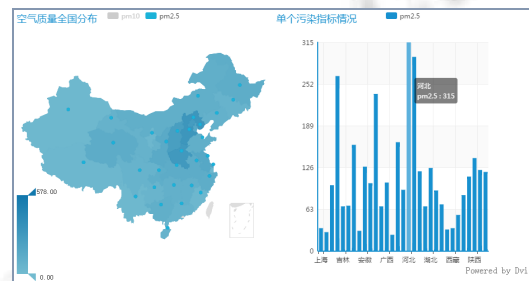 空气质量全国分布
pm10
pm2.5
578.00
0.00
单个污染指标情况
pm2.5
315
252
189
126
63
0
河北
pm2.5 : 315
上海
吉林
安徽
广西
河北
湖北
西藏
陕西
Powered by Dvi